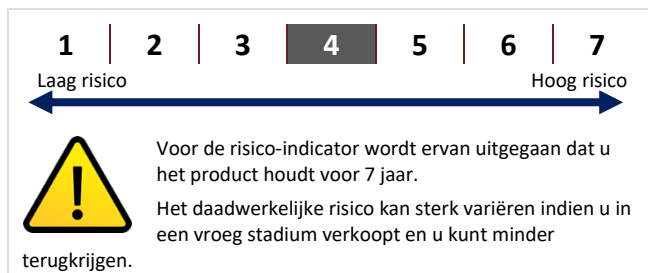 1 2 3 4 5 6 7
Laag risico Hoog risico
Voor de risico-indicator wordt ervan uitgegaan dat u
het product houdt voor 7 jaar.
Het daadwerkelijke risico kan sterk variëren indien u in
een vroeg stadium verkoopt en u kunt minder
terugkrijgen.